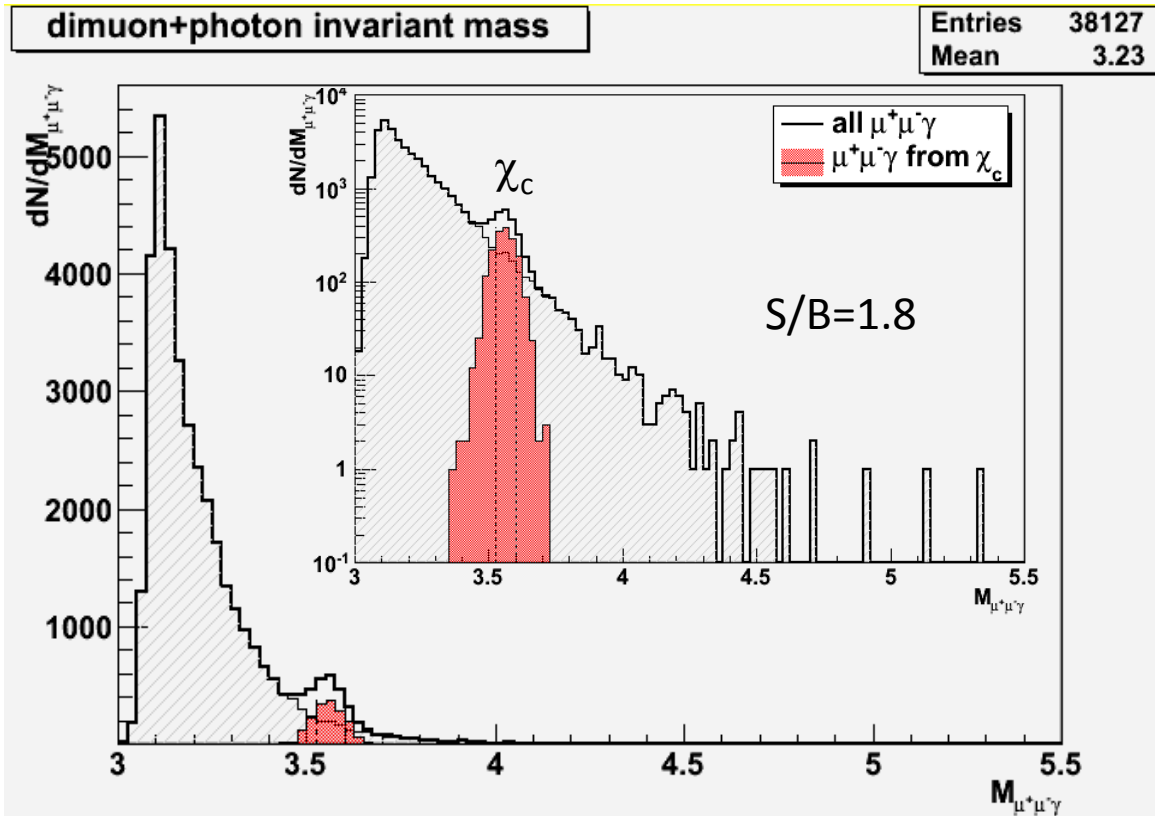 dimuon+photon invariant mass
Entries 38127
Mean 3.23
dN/dMμ⁺μ⁻γ
5000
4000
3000
2000
1000
3 3.5 4 4.5 5 5.5
Mμ⁺μ⁻γ
dN/dMμ⁺μ⁻γ
10⁴
10³
10²
10
1
10⁻¹
3 3.5 4 4.5 5 5.5
Mμ⁺μ⁻γ
χc
all μ⁺μ⁻γ
μ⁺μ⁻γ from χc
S/B=1.8